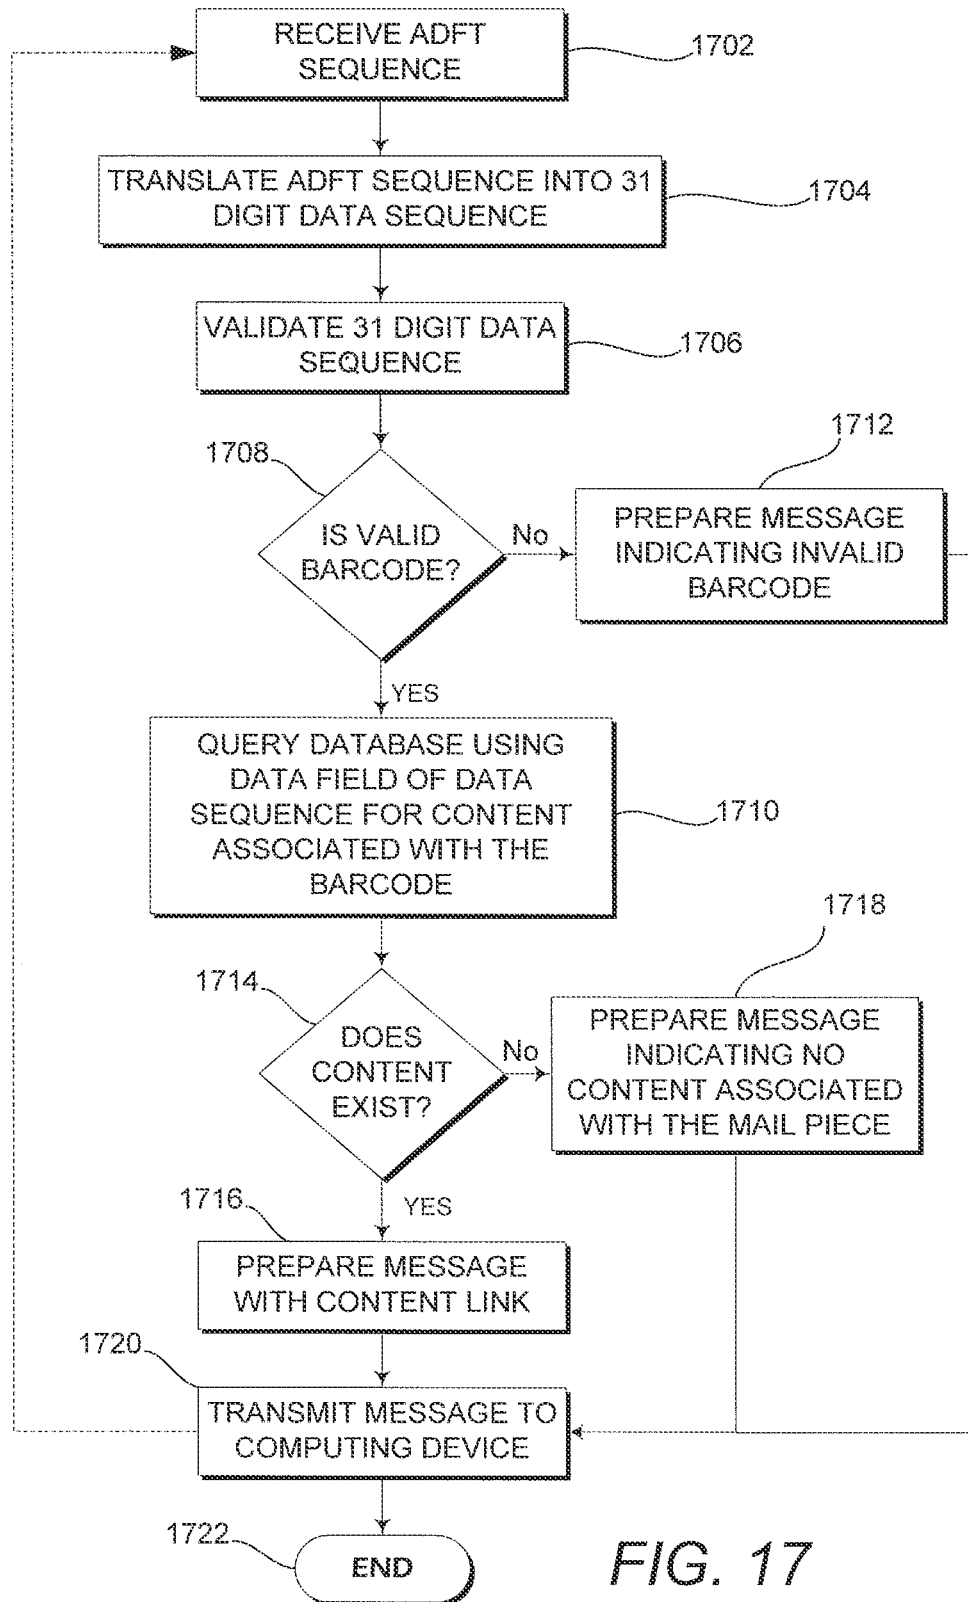 RECEIVE ADFT
SEQUENCE
1702
TRANSLATE ADFT SEQUENCE INTO 31
DIGIT DATA SEQUENCE
1704
VALIDATE 31 DIGIT DATA
SEQUENCE
1706
1708
IS VALID
BARCODE?
No
1712
PREPARE MESSAGE
INDICATING INVALID
BARCODE
YES
QUERY DATABASE USING
DATA FIELD OF DATA
SEQUENCE FOR CONTENT
ASSOCIATED WITH THE
BARCODE
1710
1714
DOES
CONTENT
EXIST?
No
1718
PREPARE MESSAGE
INDICATING NO
CONTENT ASSOCIATED
WITH THE MAIL PIECE
YES
1716
PREPARE MESSAGE
WITH CONTENT LINK
1720
TRANSMIT MESSAGE TO
COMPUTING DEVICE
1722
END
FIG. 17